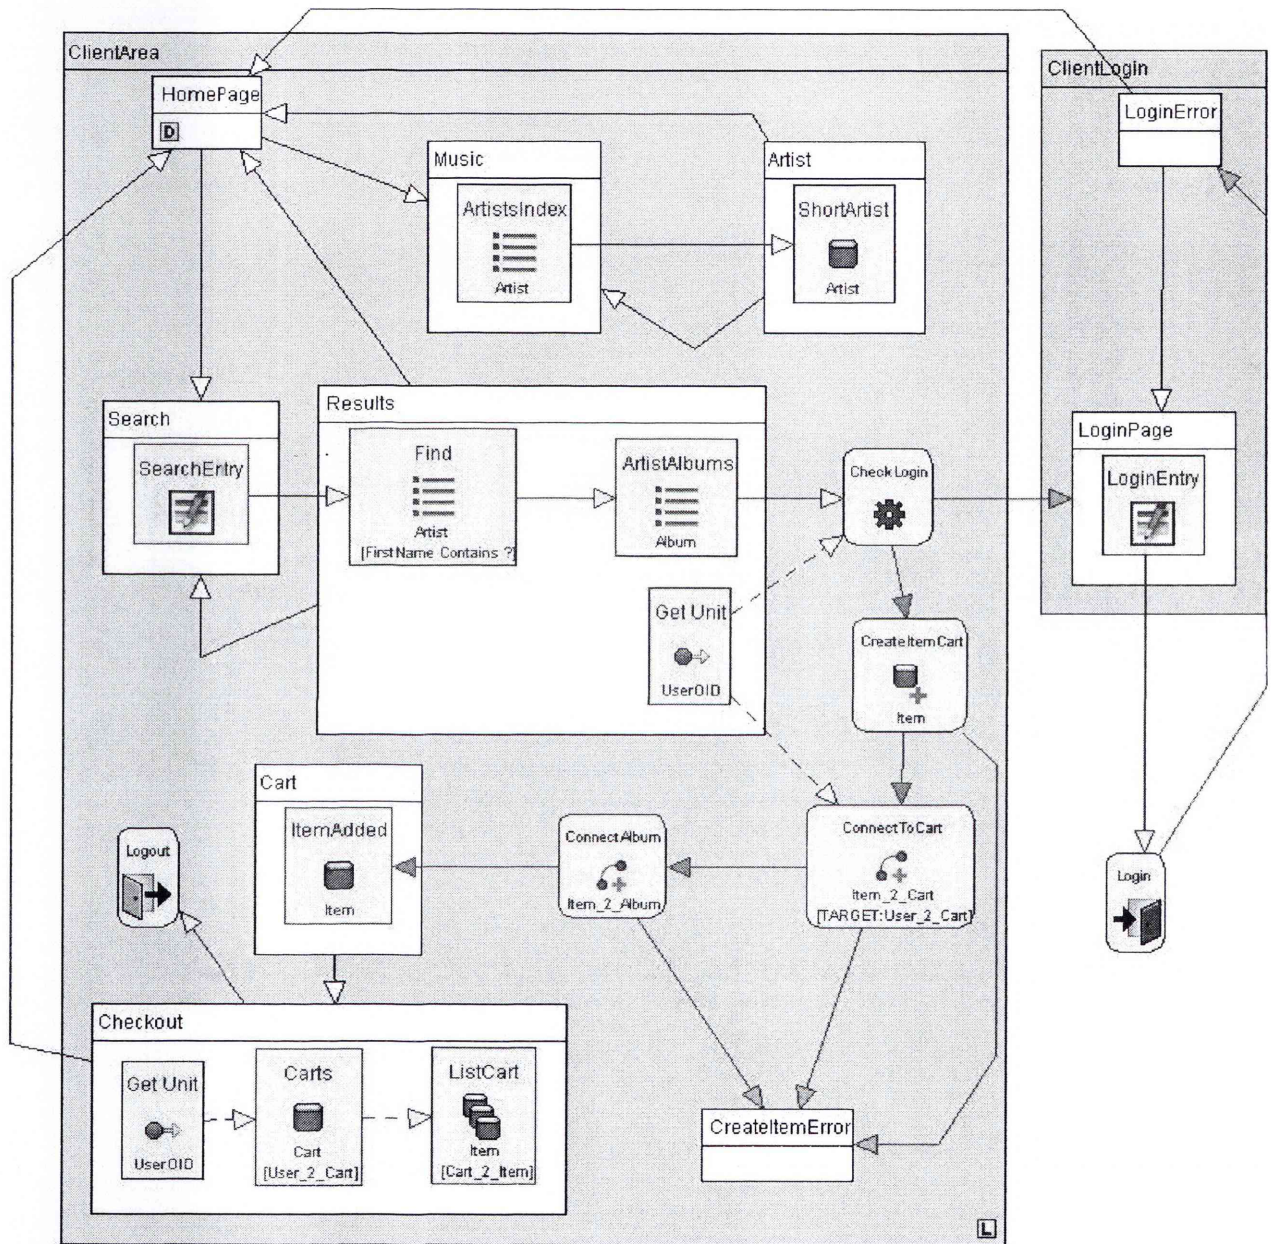 ClientArea
ClientLogin
HomePage
D
LoginError
Music
Artist
ArtistsIndex
Artist
ShortArtist
Artist
Search
SearchEntry
Results
Find
Artist
[FirstName Contains ?]
ArtistAlbums
Album
CheckLogin
LoginPage
LoginEntry
Get Unit
UserOID
CreateItemCart
Item
Cart
ItemAdded
Item
ConnectAlbum
Item_2_Album
ConnectToCart
Item_2_Cart
[TARGET:User_2_Cart]
Logout
Login
Checkout
Get Unit
UserOID
Carts
Cart
[User_2_Cart]
ListCart
Item
[Cart_2_Item]
CreateItemError
L